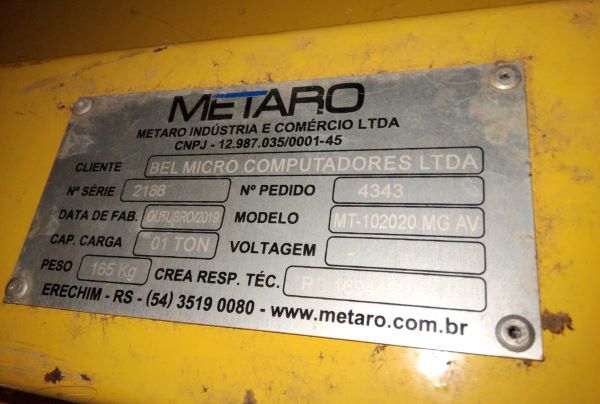 METARO
METARO INDÚSTRIA E COMÉRCIO LTDA
CNPJ - 12.987.035/0001-45
CLIENTE BEL MICRO COMPUTADORES LTDA
Nº SÉRIE 2186 Nº PEDIDO 4343
DATA DE FAB. OUTUBRO/2019 MODELO MT-102020 MG AV
CAP. CARGA 01 TON VOLTAGEM
PESO 165 Kg CREA RESP. TÉC. RS
ERECHIM - RS - (54) 3519 0080 - www.metaro.com.br